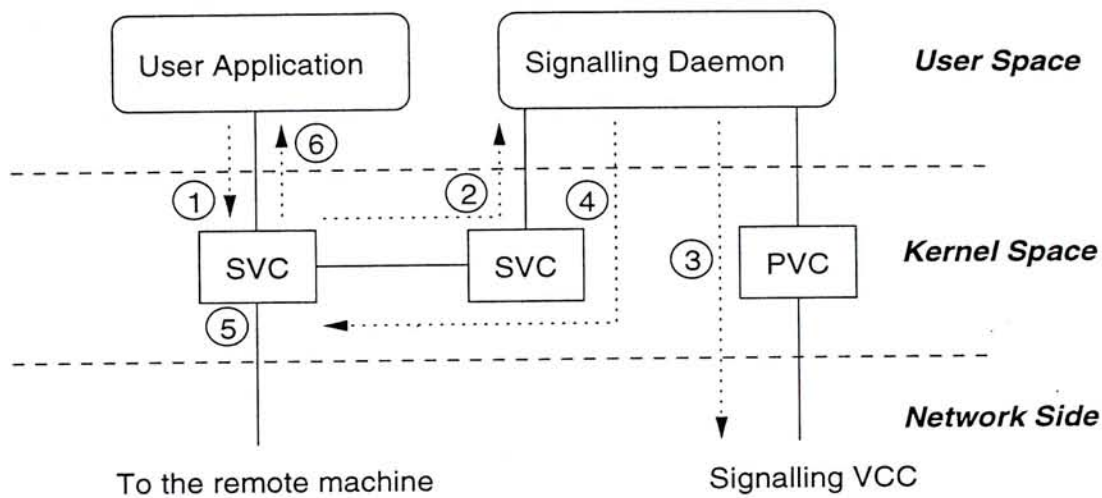 User Application
Signalling Daemon
User Space
6
1
2
4
SVC
SVC
3
PVC
Kernel Space
5
Network Side
To the remote machine
Signalling VCC